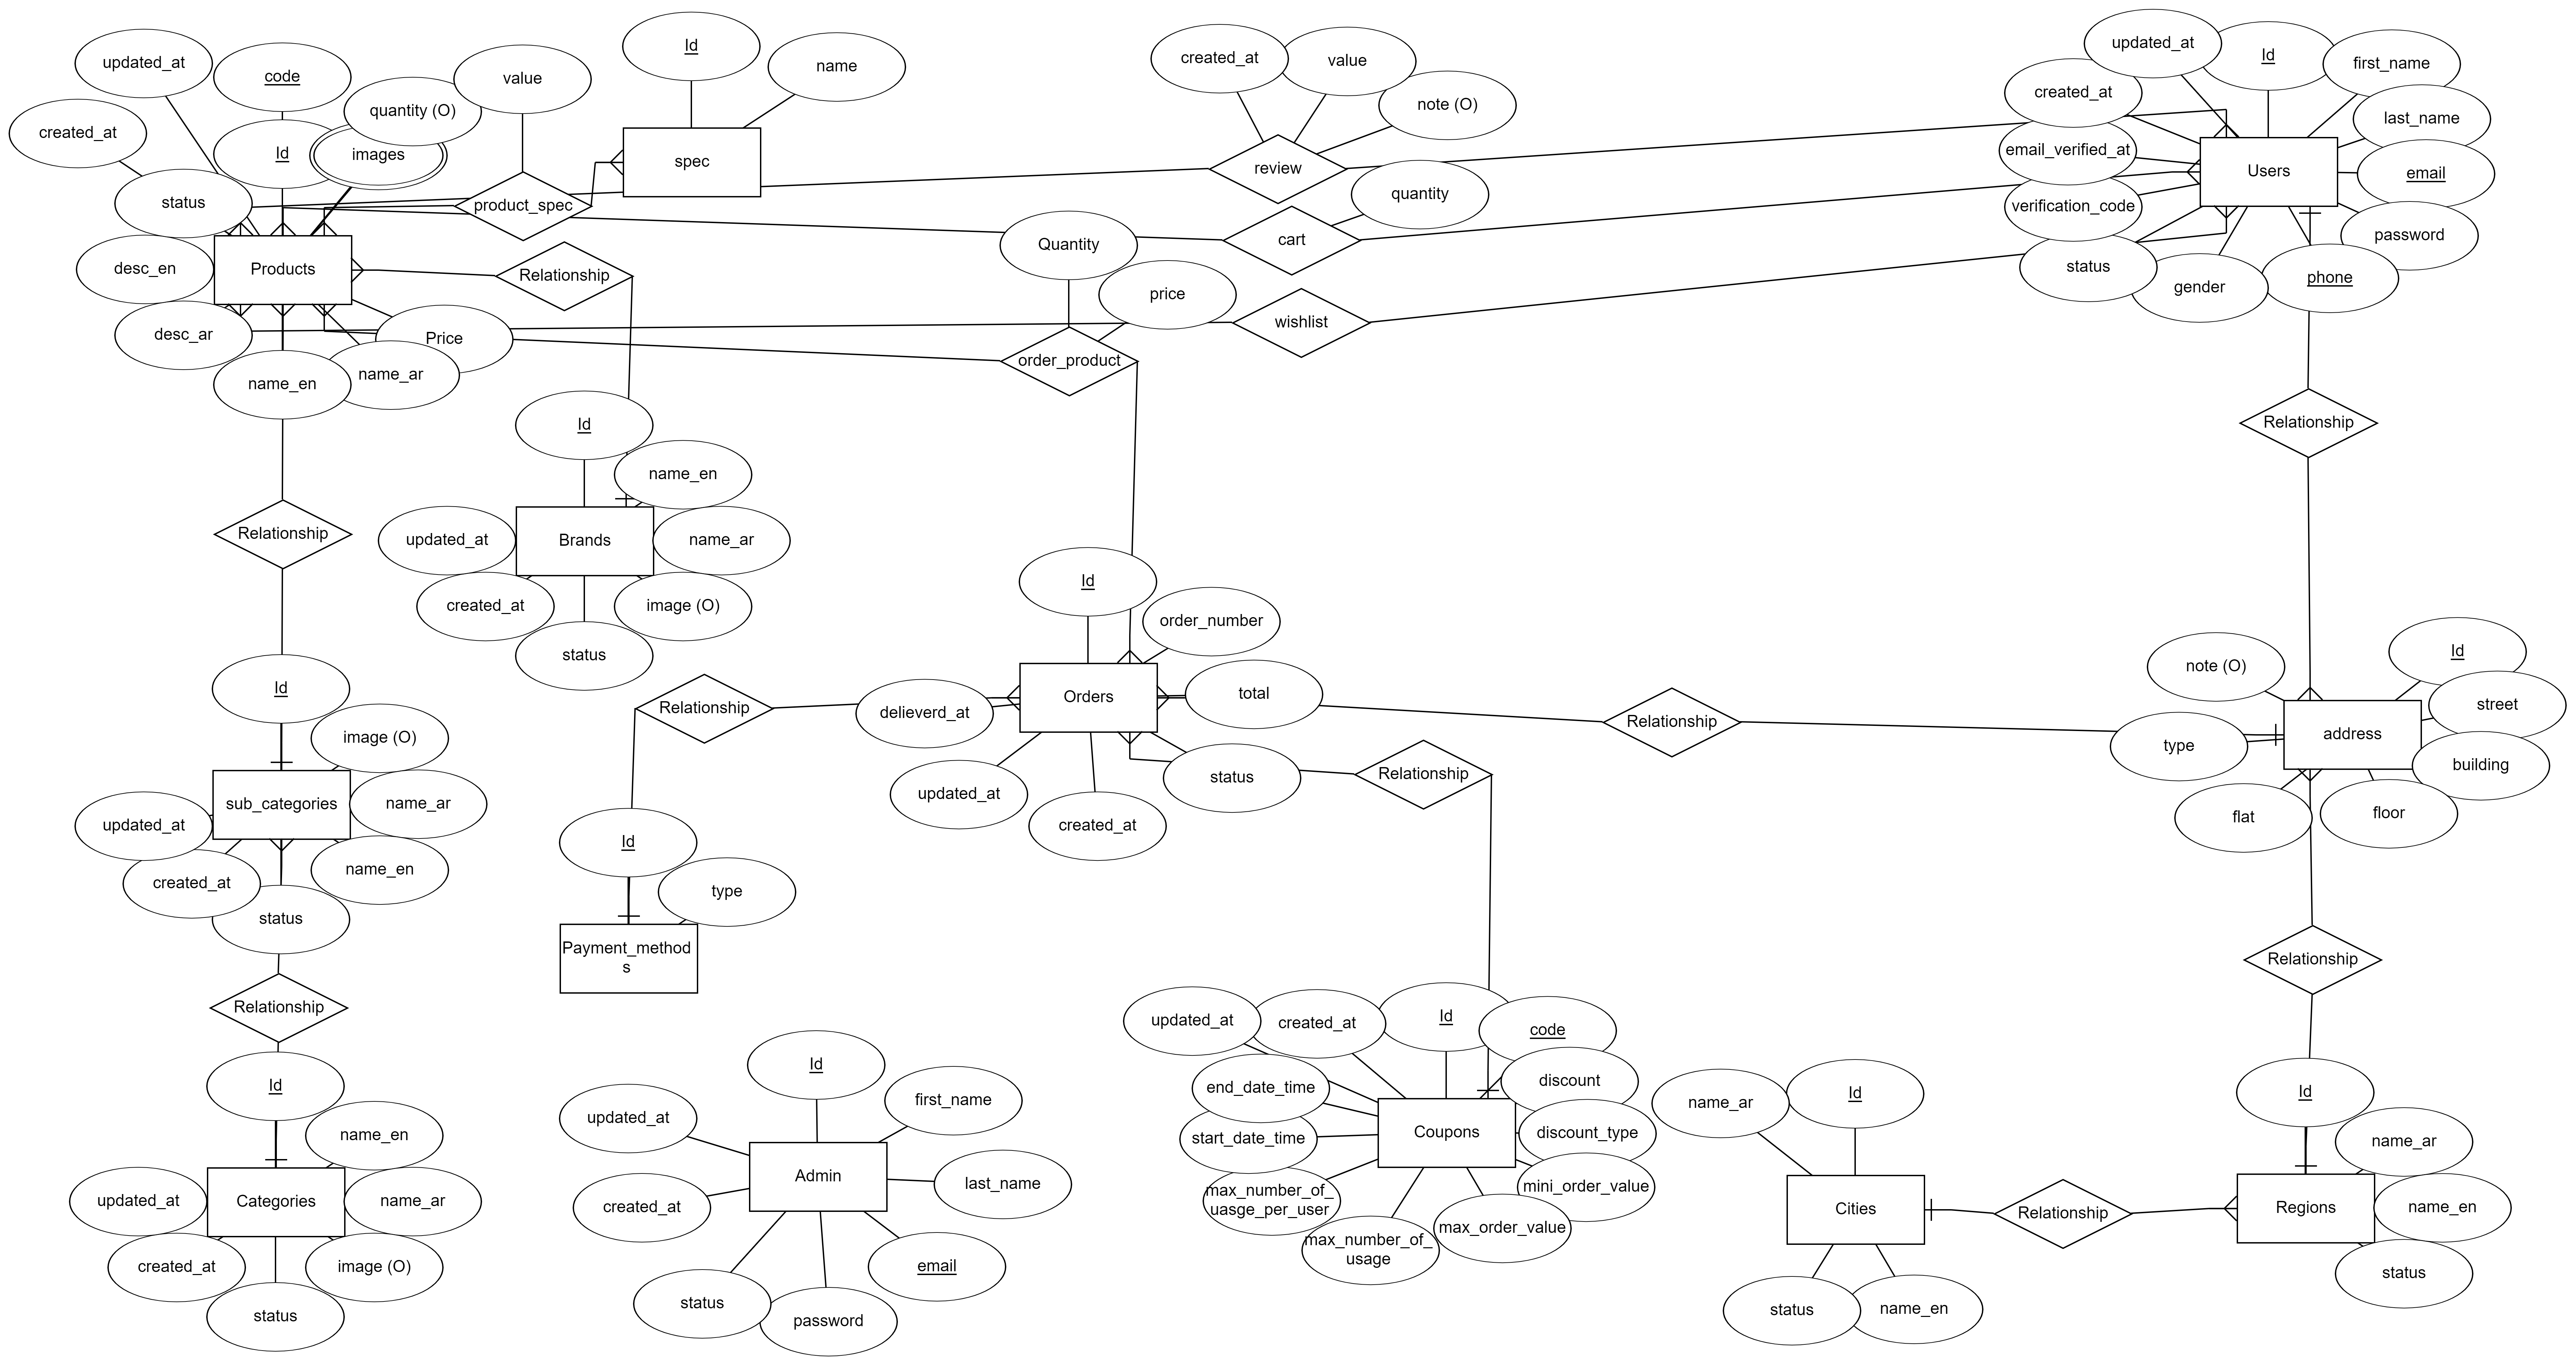 Id
updated_at
updated_at
code
value
name
created_at
value
Id
first_name
created_at
quantity (O)
note (O)
created_at
last_name
Id
images
spec
review
email_verified_at
Users
email
status
product_spec
quantity
verification_code
password
Products
desc_en
Relationship
Quantity
cart
status
gender
phone
price
desc_ar
Price
wishlist
order_product
name_en
name_ar
Id
Relationship
name_en
Relationship
Brands
updated_at
name_ar
created_at
image (O)
status
Id
order_number
Id
note (O)
Id
street
Relationship
delieverd_at
Orders
total
Relationship
address
image (O)
type
building
sub_categories
name_ar
status
Relationship
updated_at
updated_at
created_at
flat
floor
Id
created_at
name_en
type
status
Payment_method
s
Relationship
Relationship
updated_at
created_at
Id
code
Id
Id
discount
end_date_time
name_ar
Id
Id
updated_at
first_name
name_en
start_date_time
Coupons
discount_type
name_ar
updated_at
Categories
name_ar
created_at
Admin
last_name
max_number_of_
uasge_per_user
mini_order_value
Cities
Relationship
Regions
name_en
created_at
image (O)
status
status
password
email
max_number_of_
usage
max_order_value
status
name_en
status